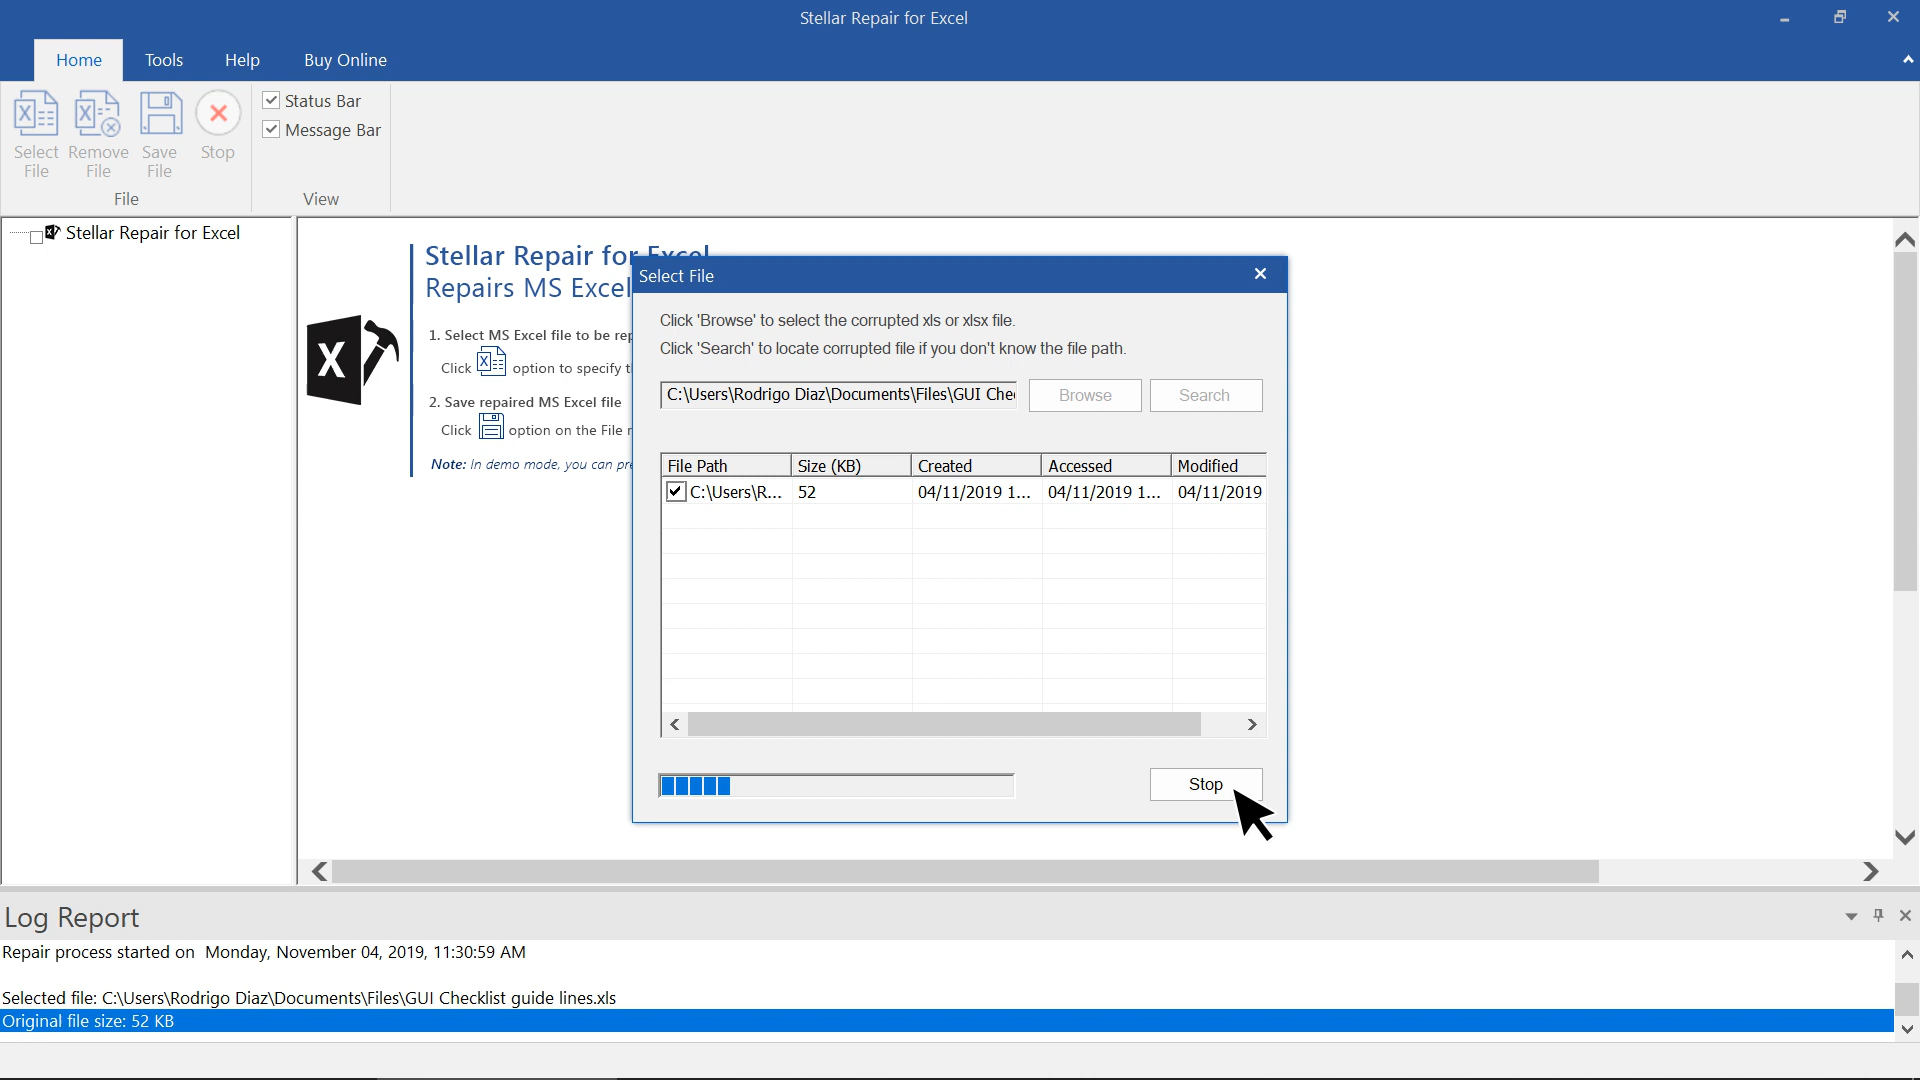 Stellar Repair for Excel
Home Tools Help Buy Online
Select File
Remove File
Save File
Stop
File
Status Bar
Message Bar
View
Stellar Repair for Excel
Stellar Repair for Excel
Repairs MS Excel
1. Select MS Excel file to be
Click option to specify
2. Save repaired MS Excel file
Click option on the File
Note: In demo mode, you can
Select File
Click 'Browse' to select the corrupted xls or xlsx file.
Click 'Search' to locate corrupted file if you don't know the file path.
C:\Users\Rodrigo Diaz\Documents\Files\GUI Che
Browse
Search
File Path Size (KB) Created Accessed Modified
C:\Users\R... 52 04/11/2019 1... 04/11/2019 1... 04/11/2019
Stop
Log Report
Repair process started on Monday, November 04, 2019, 11:30:59 AM
Selected file: C:\Users\Rodrigo Diaz\Documents\Files\GUI Checklist guide lines.xls
Original file size: 52 KB